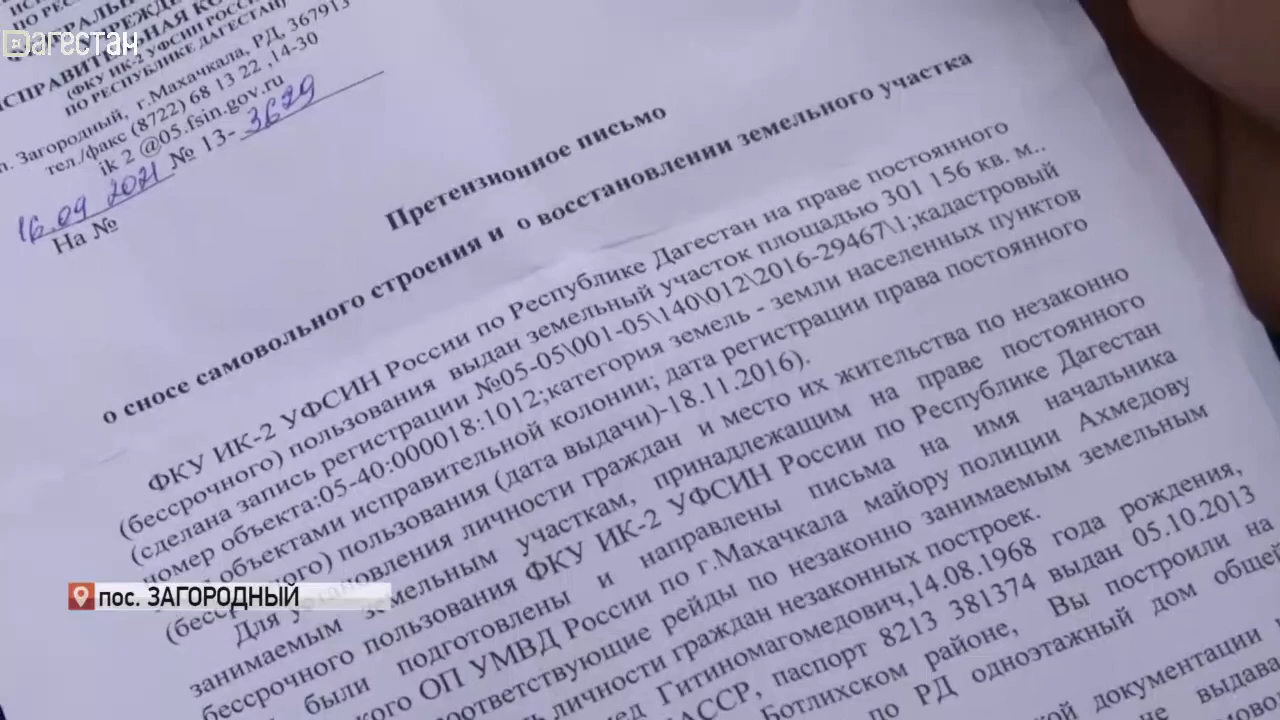 Дагестан
ПО РЕСПУБЛИКЕ
ИСПРАВИТЕЛЬНАЯ
(ФКУ ИК-2 УФСИН РОССИИ
ПО РЕСПУБЛИКЕ ДАГЕСТАН)
п. Загородный, г.Махачкала, РД, 367913
тел./факс (8722) 68 13 22 ,14-30
ik 2 @05.fsin.gov.ru
16.09 2021 № 13- 3679
На №
Претензионное письмо
о сносе самовольного строения и о восстановлении земельного участка
ФКУ ИК-2 УФСИН России по Республике Дагестан на праве постоянного
(бессрочного) пользования выдан земельный участок площадью 301 156 кв. м..
(сделана запись регистрации №05-05\001-05\140\012\2016-29467\1;кадастровый
номер объекта:05-40:000018:1012;категория земель - земли населенных пунктов
объектами исправительной колонии; дата регистрации права постоянного
(бессрочного) пользования (дата выдачи)-18.11.2016).
Для установления личности граждан и место их жительства по незаконно
занимаемым земельным участкам, принадлежащим на праве постоянного
бессрочного пользования ФКУ ИК-2 УФСИН России по Республике Дагестан
были подготовлены и направлены письма на имя начальника
ОП УМВД России по г.Махачкала майору полиции Ахмедову
соответствующие рейды по незаконно занимаемым земельным
личности граждан незаконных построек.
Гитиномагомедович,14.08.1968 года рождения,
паспорт 8213 381374 выдан 05.10.2013
Ботлихском районе, Вы построили на
по РД одноэтажный дом общей
документации
пос. ЗАГОРОДНЫЙ